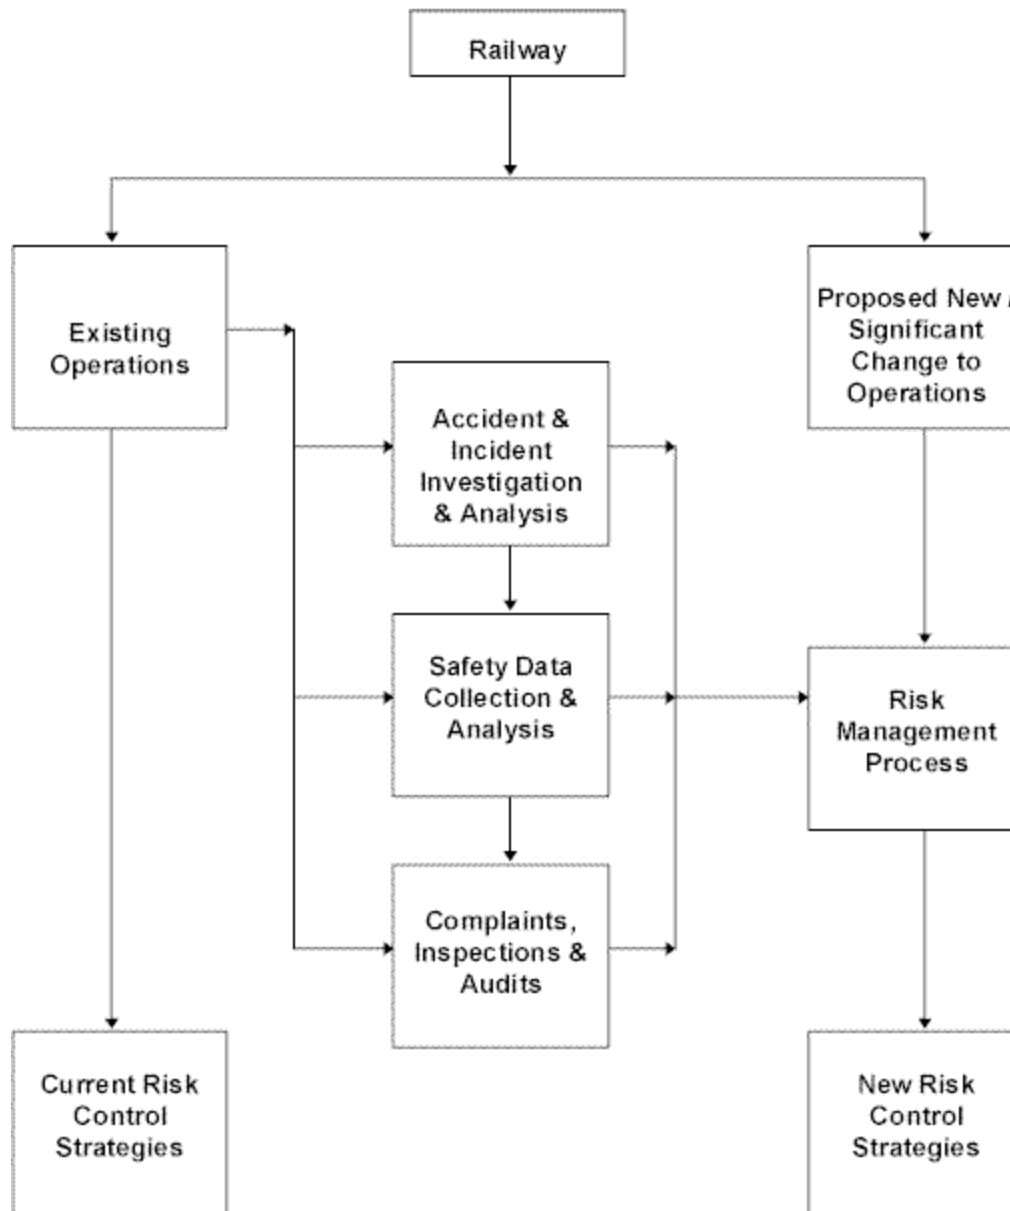 Railway
Existing
Operations
Proposed New /
Significant
Change to
Operations
Accident &
Incident
Investigation
& Analysis
Safety Data
Collection &
Analysis
Risk
Management
Process
Complaints,
Inspections &
Audits
Current Risk
Control
Strategies
New Risk
Control
Strategies